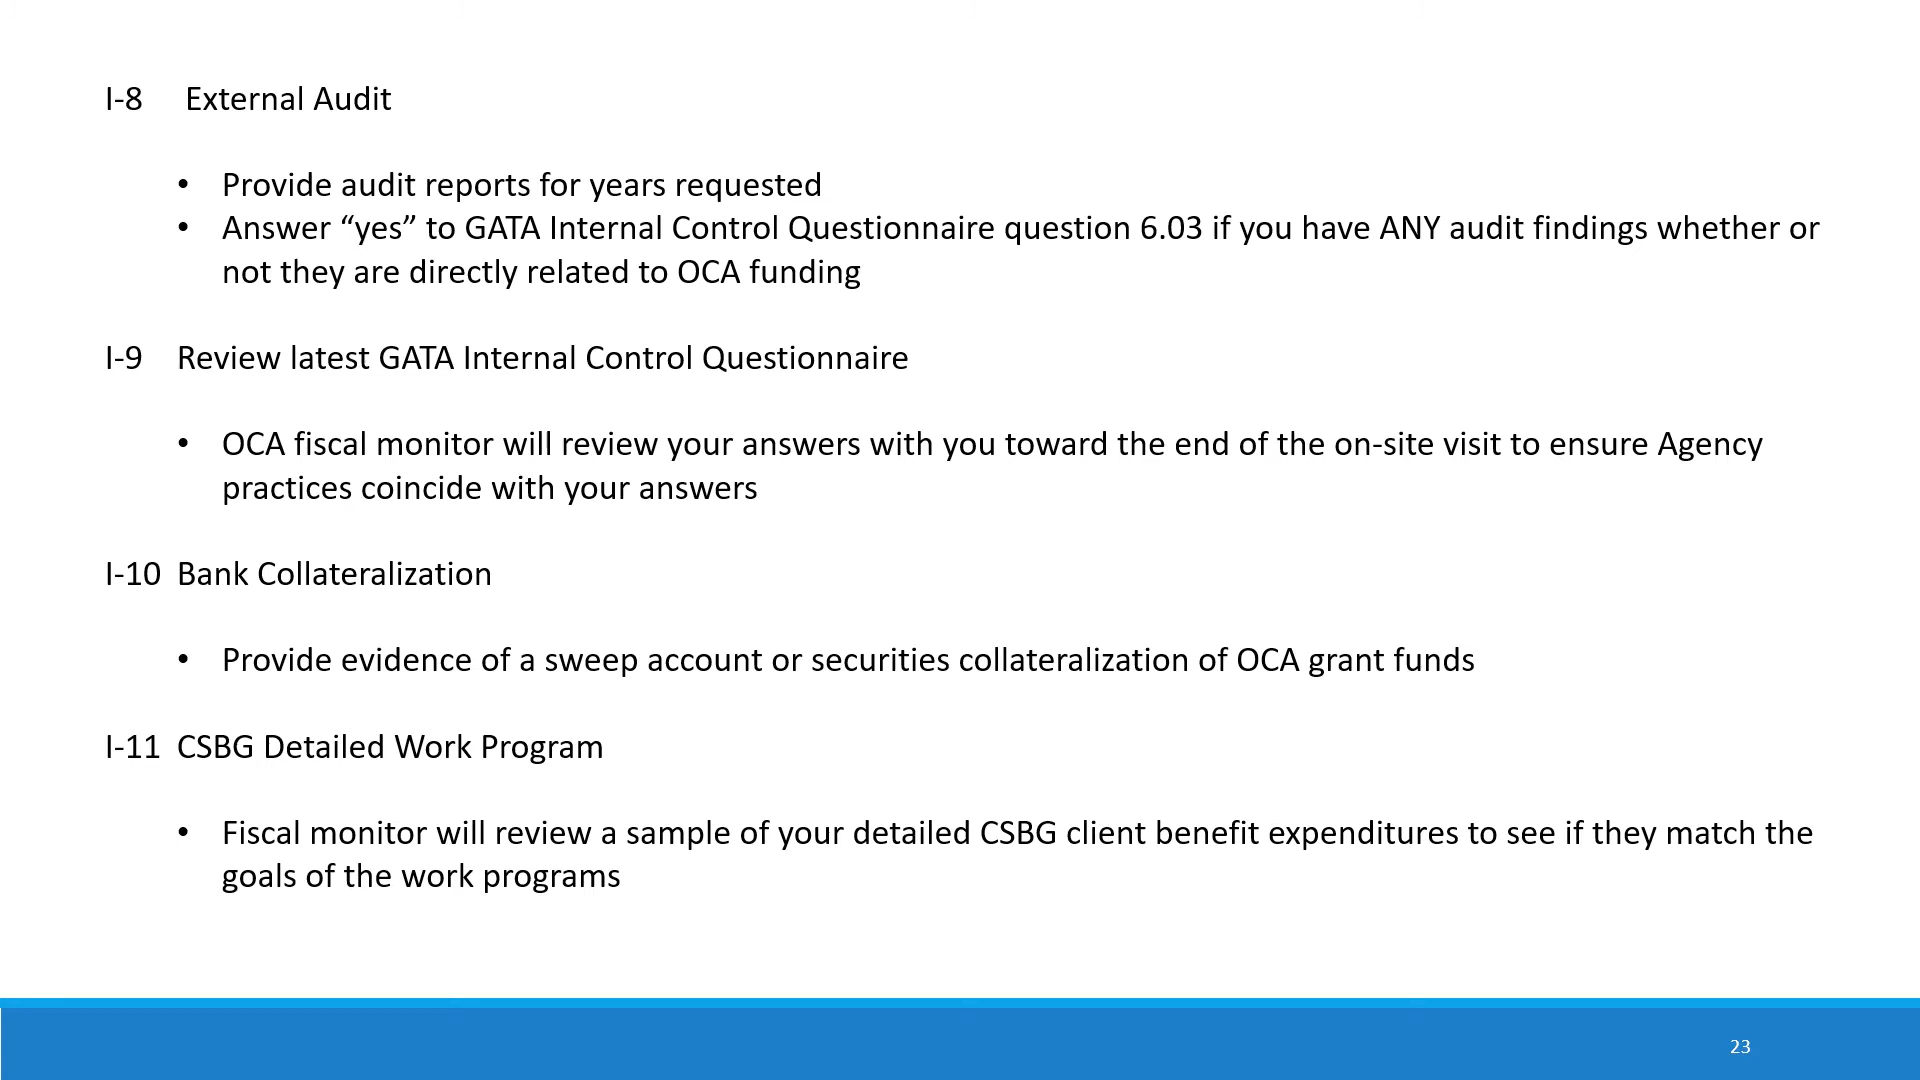 I-8 External Audit
• Provide audit reports for years requested
• Answer “yes” to GATA Internal Control Questionnaire question 6.03 if you have ANY audit findings whether or
not they are directly related to OCA funding
I-9 Review latest GATA Internal Control Questionnaire
• OCA fiscal monitor will review your answers with you toward the end of the on-site visit to ensure Agency
practices coincide with your answers
I-10 Bank Collateralization
• Provide evidence of a sweep account or securities collateralization of OCA grant funds
I-11 CSBG Detailed Work Program
• Fiscal monitor will review a sample of your detailed CSBG client benefit expenditures to see if they match the
goals of the work programs
23